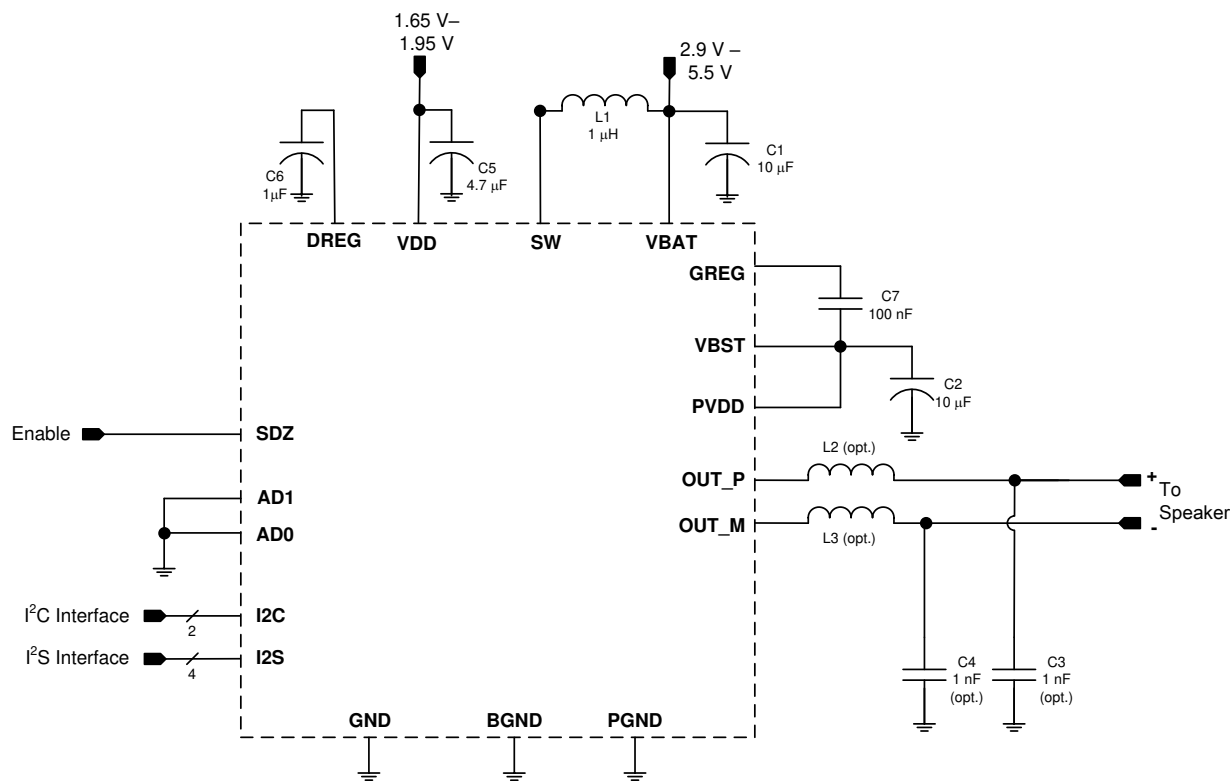 1.65 V–
1.95 V
2.9 V –
5.5 V
L1
1 μH
C1
10 μF
C6
1μF
C5
4.7 μF
DREG
VDD
SW
VBAT
GREG
C7
100 nF
VBST
C2
10 μF
PVDD
Enable
SDZ
L2 (opt.)
OUT_P
+
To
Speaker
-
AD1
OUT_M
L3 (opt.)
AD0
I²C Interface
2
I2C
I²S Interface
4
I2S
C4
1 nF
(opt.)
C3
1 nF
(opt.)
GND
BGND
PGND